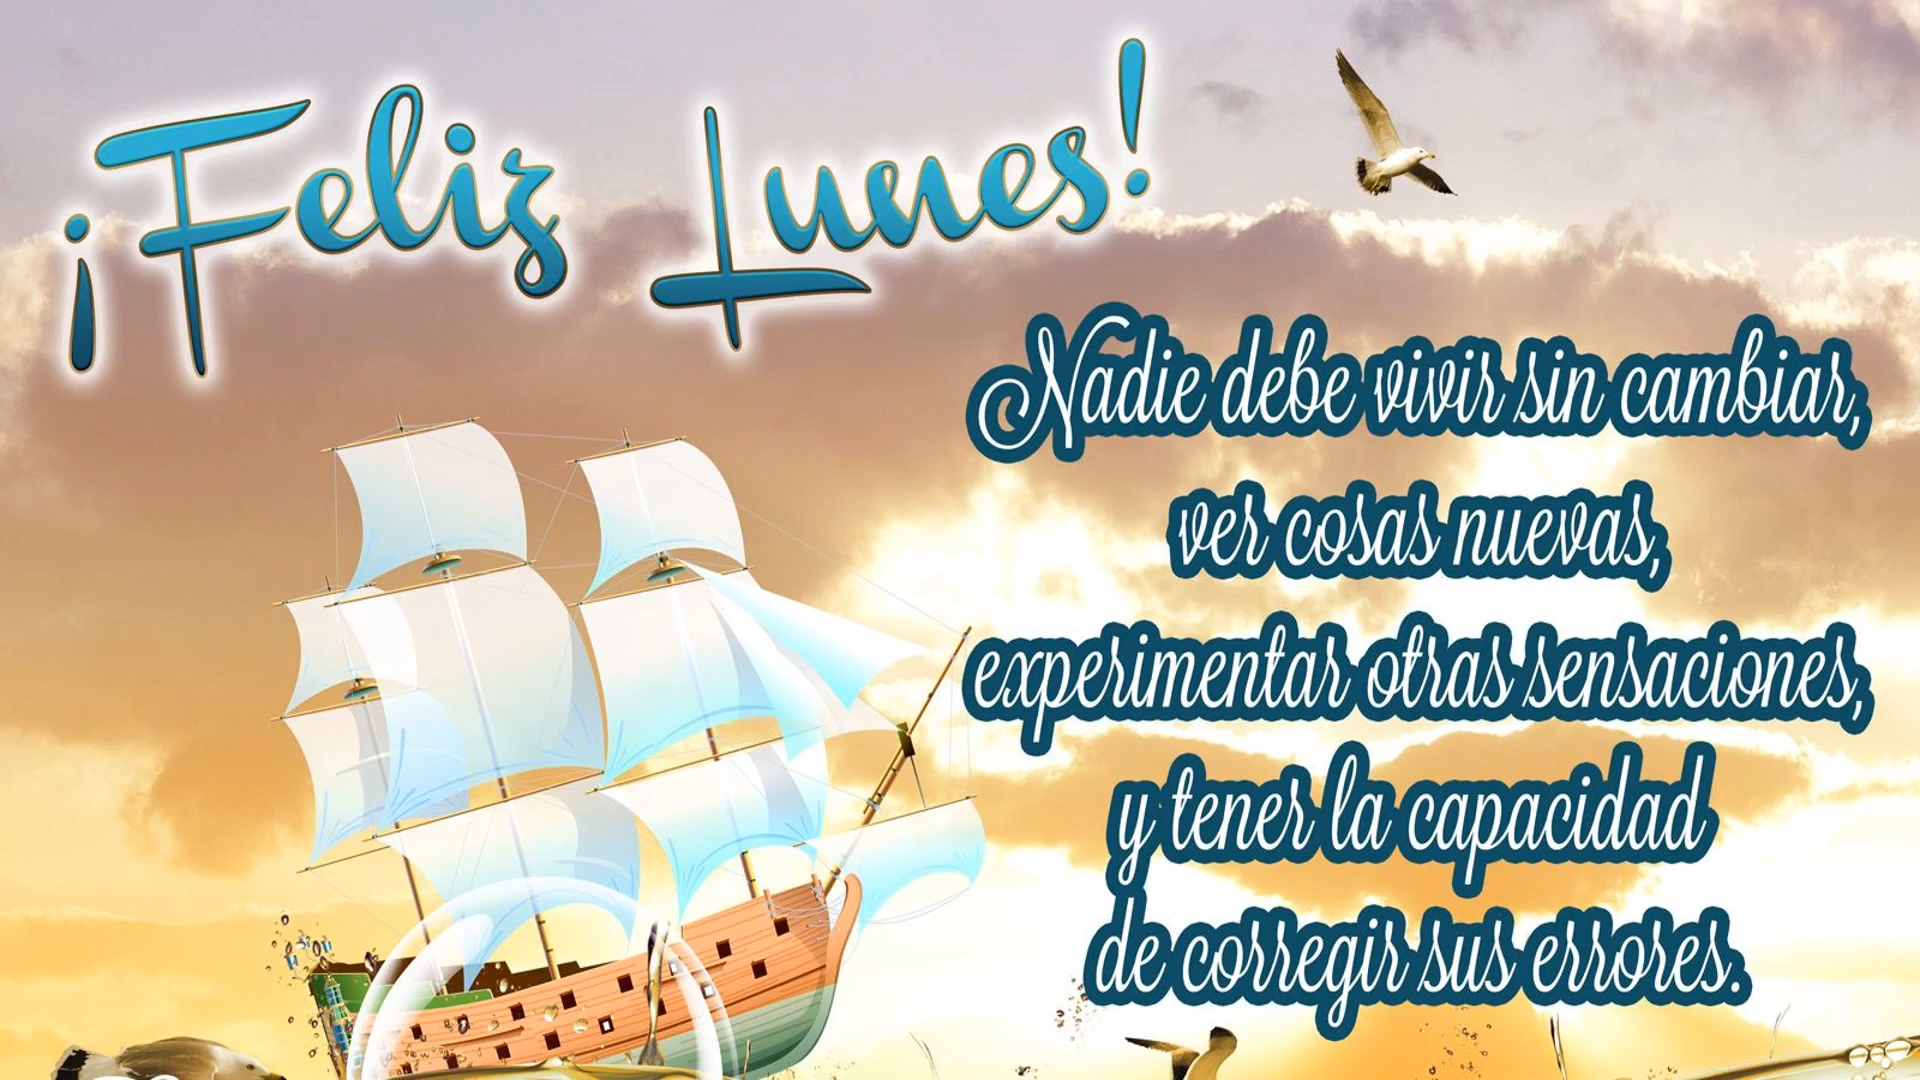 ¡Feliz Lunes!
Nadie debe vivir sin cambiar,
ver cosas nuevas,
experimentar otras sensaciones,
y tener la capacidad
de corregir sus errores.